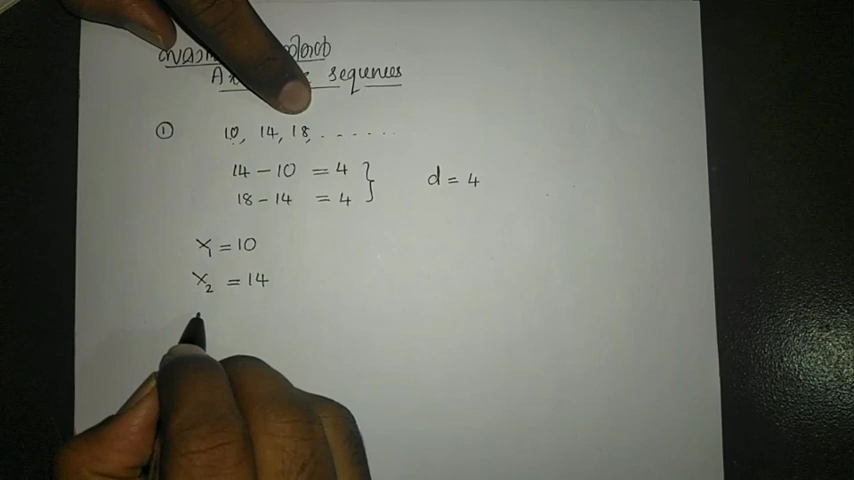 sequences
① 10, 14, 18, . . . . . .
14 - 10 = 4 }
18 - 14 = 4 } d = 4
x₁ = 10
x₂ = 14